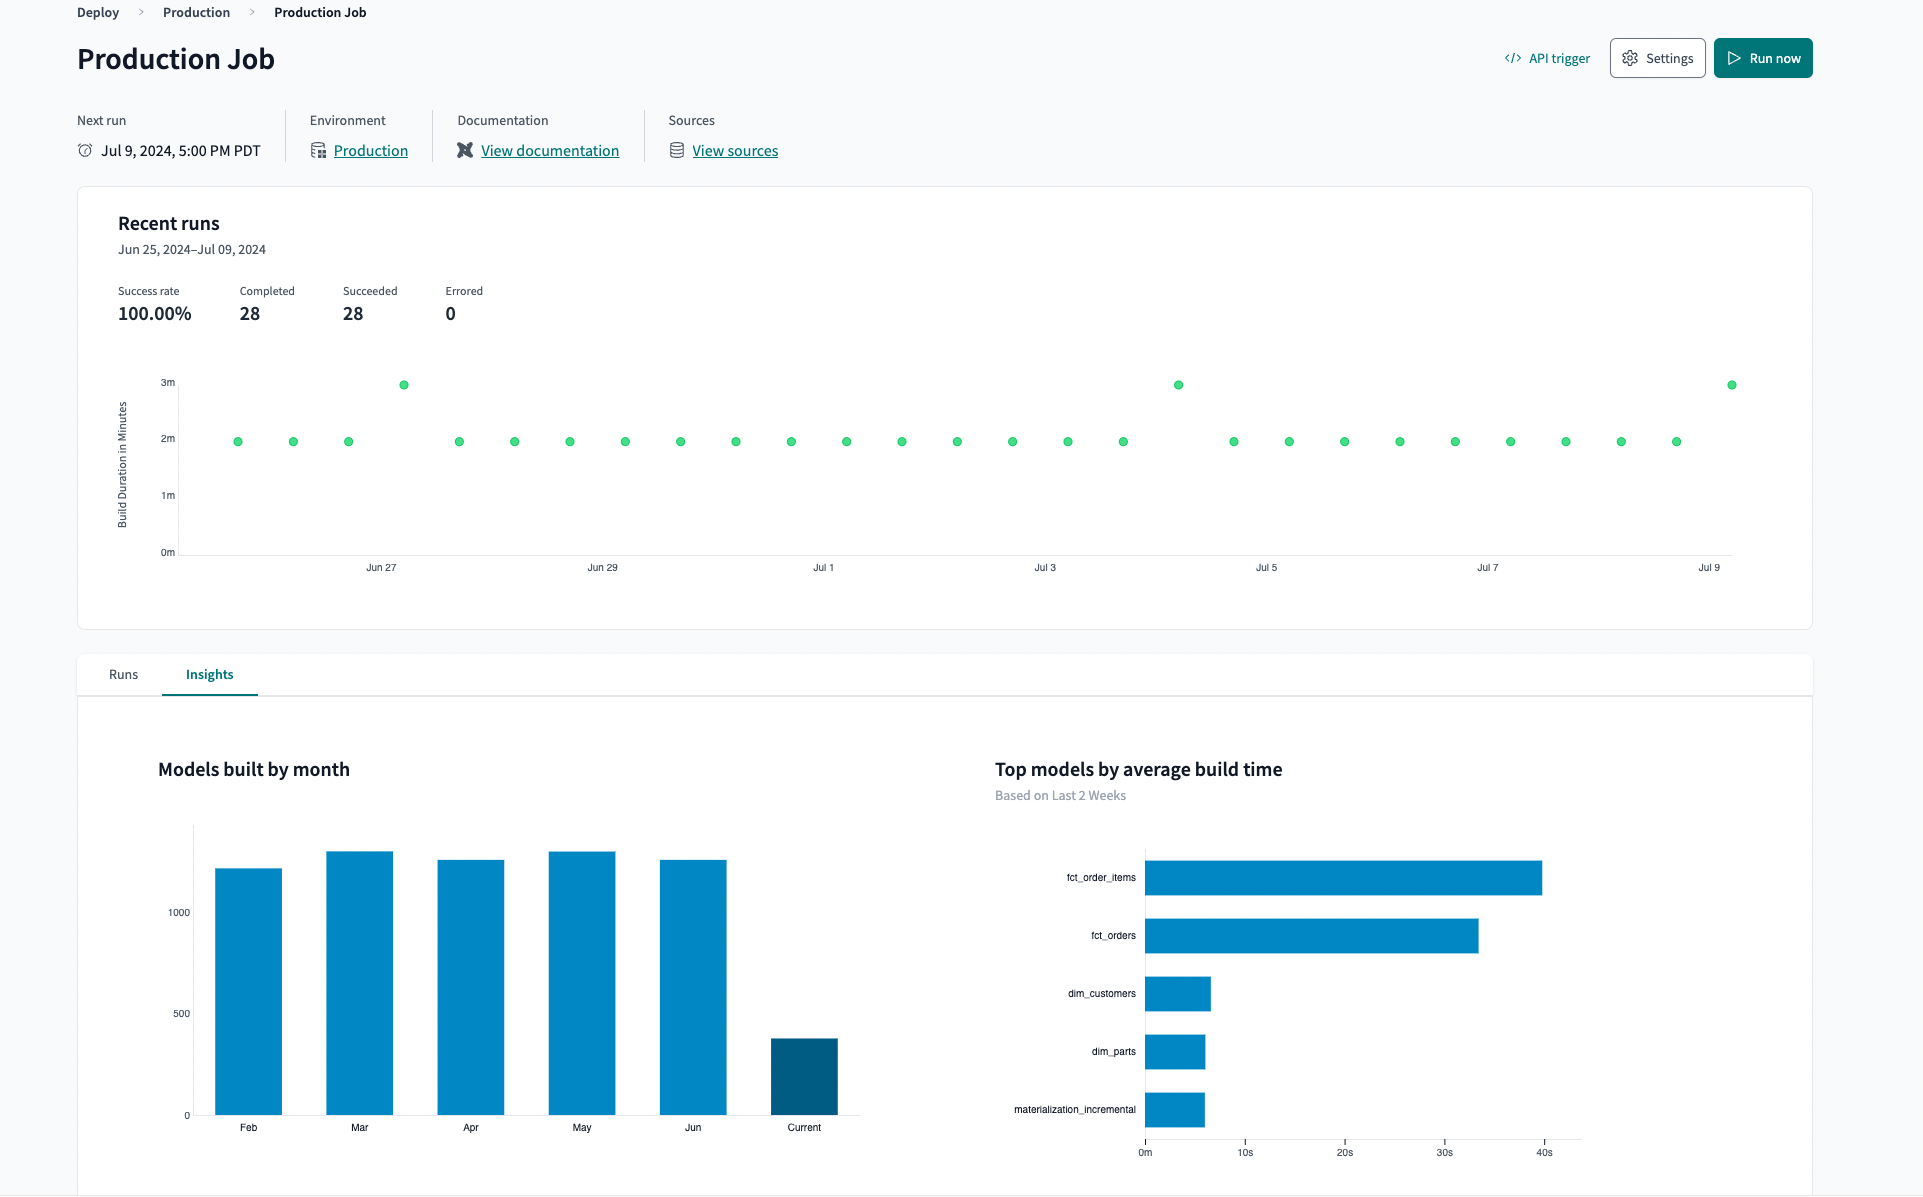 Deploy > Production > Production Job
Production Job
</> API trigger
Settings
Run now
Next run
Jul 9, 2024, 5:00 PM PDT
Environment
Production
Documentation
View documentation
Sources
View sources
Recent runs
Jun 25, 2024–Jul 09, 2024
Success rate
100.00%
Completed
28
Succeeded
28
Errored
0
Build Duration in Minutes
3m
2m
1m
0m
Jun 27
Jun 29
Jul 1
Jul 3
Jul 5
Jul 7
Jul 9
Runs
Insights
Models built by month
1000
500
0
Feb
Mar
Apr
May
Jun
Current
Top models by average build time
Based on Last 2 Weeks
fct_order_items
fct_orders
dim_customers
dim_parts
materialization_incremental
0m
10s
20s
30s
40s